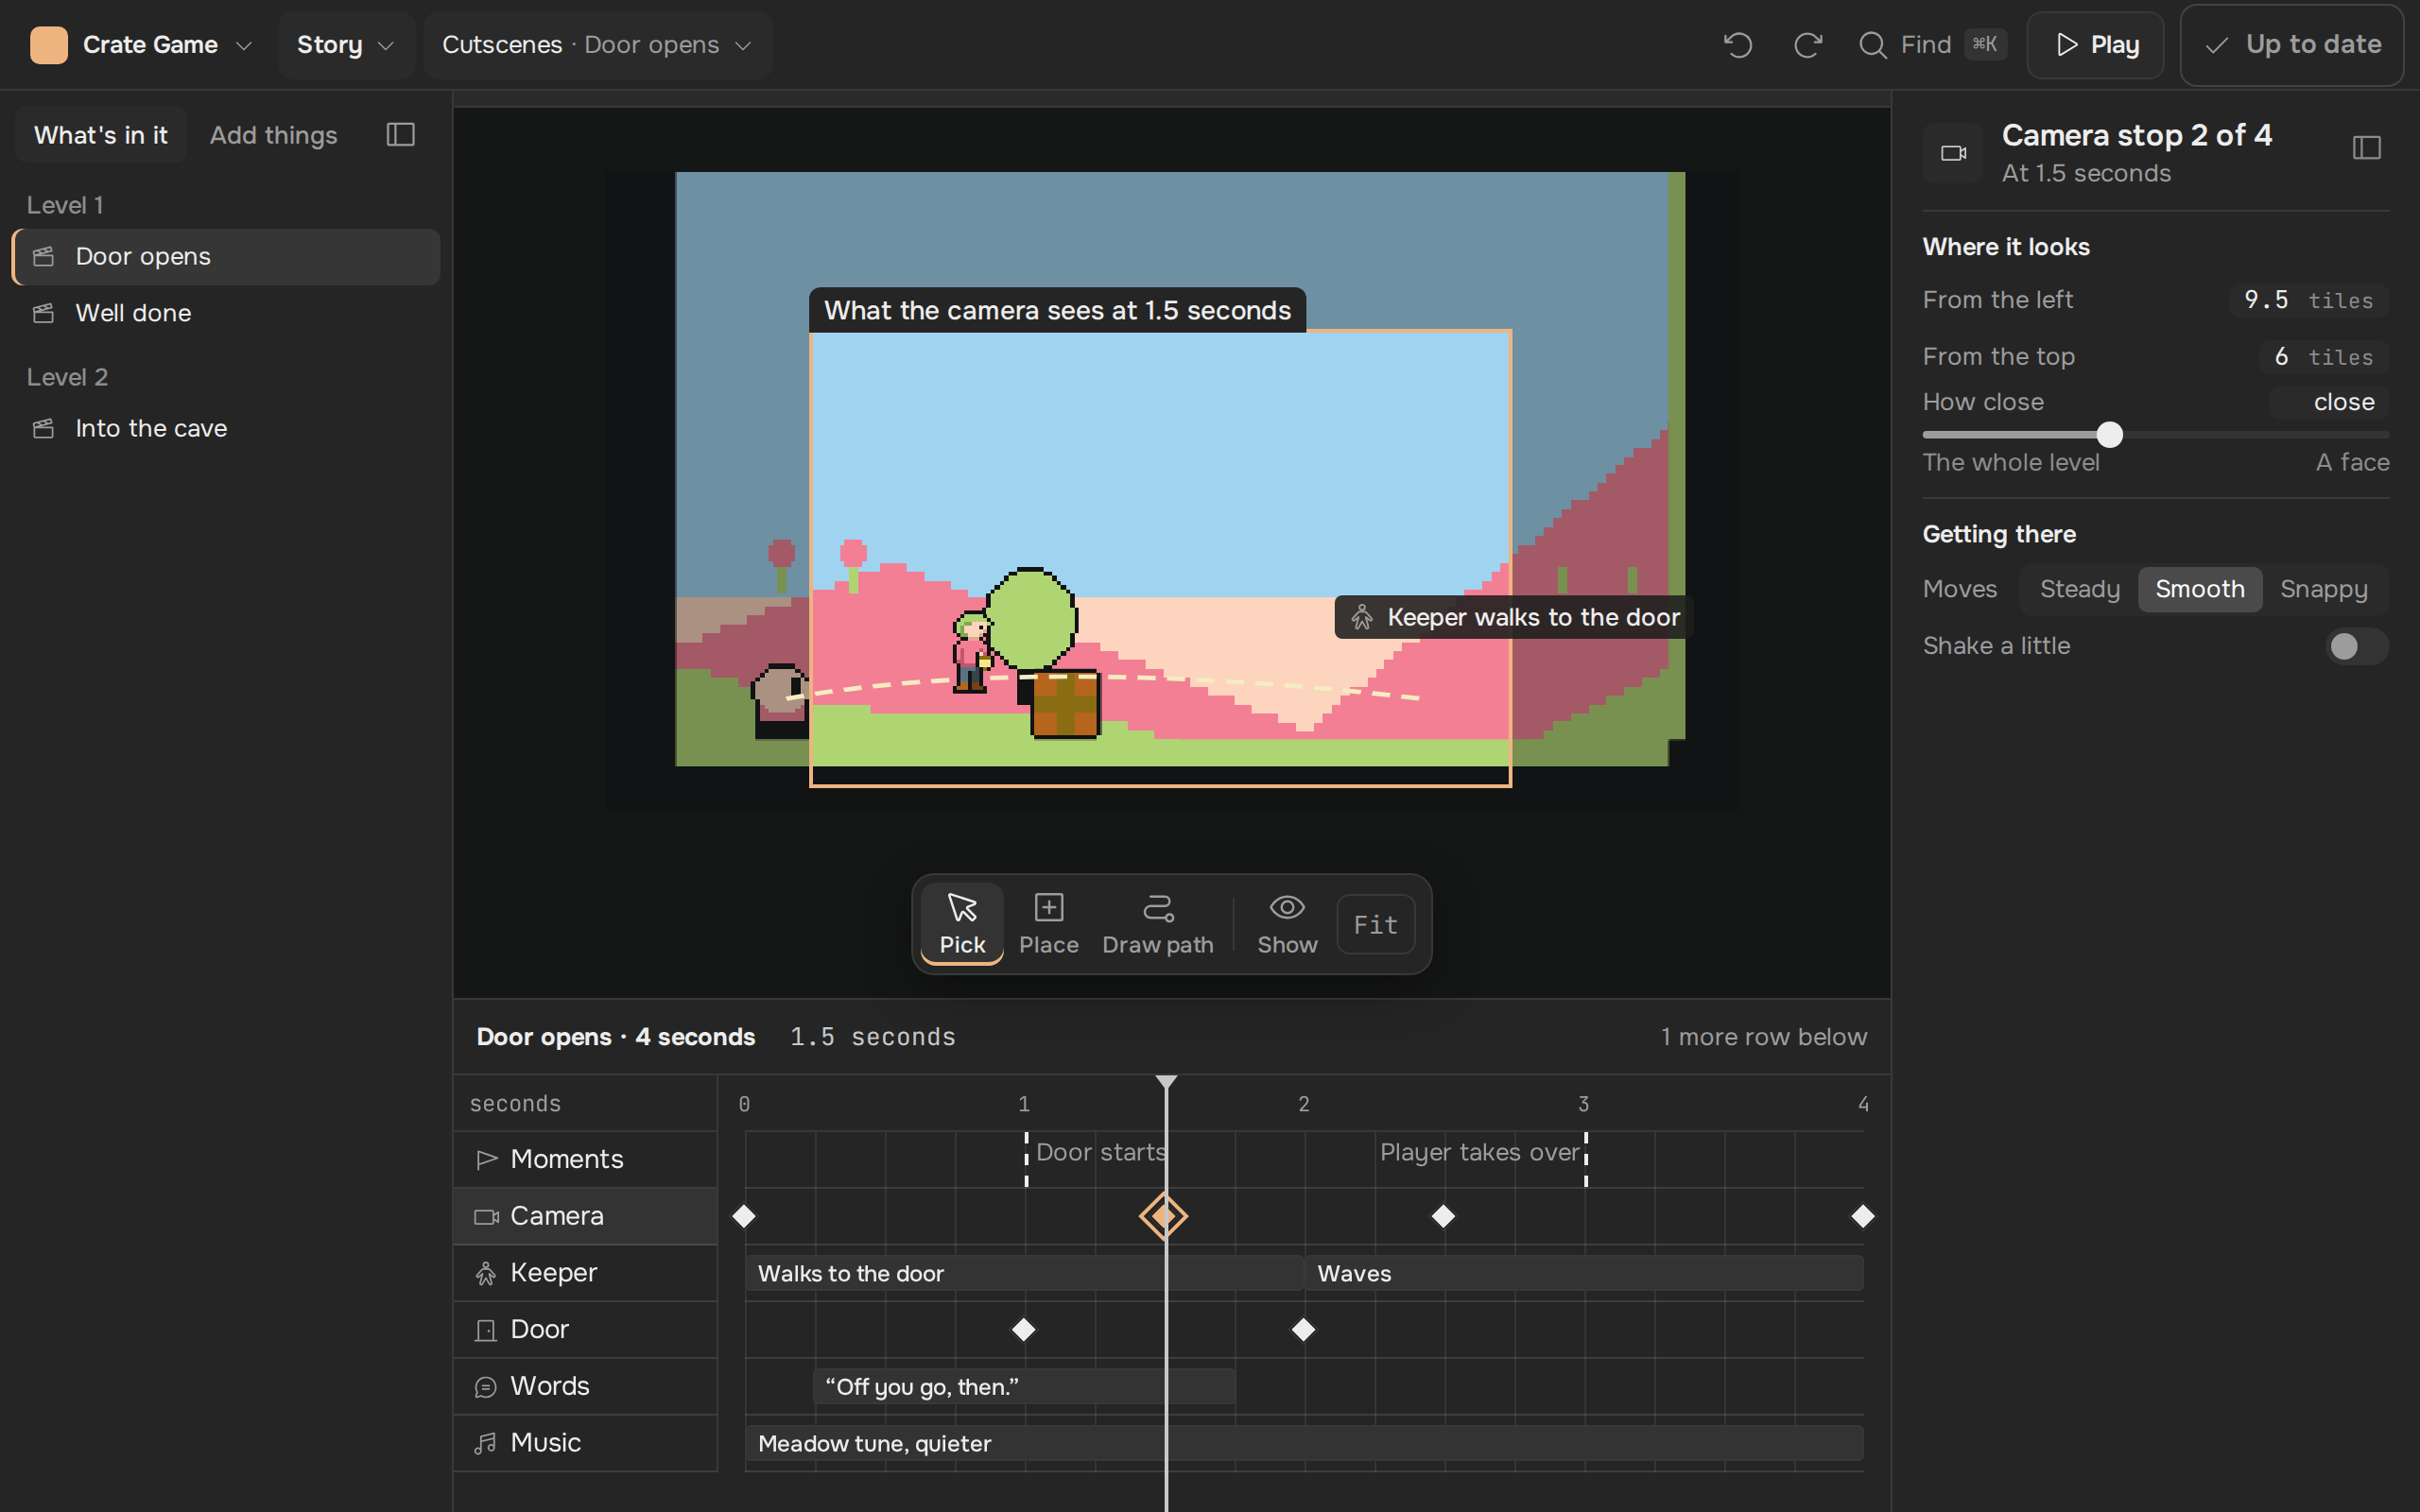 Crate Game
Story
Cutscenes · Door opens
Find ⌘K
Play
Up to date
What's in it
Add things
Level 1
Door opens
Well done
Level 2
Into the cave
What the camera sees at 1.5 seconds
Keeper walks to the door
Pick
Place
Draw path
Show
Fit
Door opens · 4 seconds
1.5 seconds
1 more row below
seconds
0 1 2 3 4
Moments
Door starts
Player takes over
Camera
Keeper
Walks to the door
Waves
Door
Words
“Off you go, then.”
Music
Meadow tune, quieter
Camera stop 2 of 4
At 1.5 seconds
Where it looks
From the left
9.5 tiles
From the top
6 tiles
How close
close
The whole level
A face
Getting there
Moves
Steady
Smooth
Snappy
Shake a little